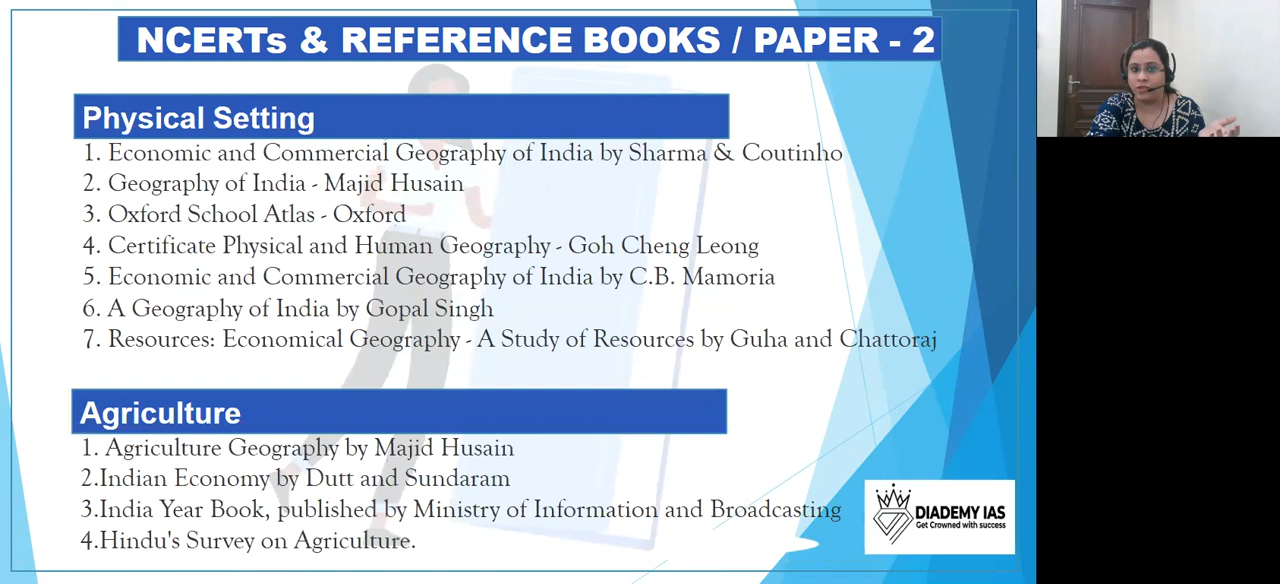 NCERTs & REFERENCE BOOKS / PAPER - 2
Physical Setting
1. Economic and Commercial Geography of India by Sharma & Coutinho
2. Geography of India - Majid Husain
3. Oxford School Atlas - Oxford
4. Certificate Physical and Human Geography - Goh Cheng Leong
5. Economic and Commercial Geography of India by C.B. Mamoria
6. A Geography of India by Gopal Singh
7. Resources: Economical Geography - A Study of Resources by Guha and Chattoraj
Agriculture
1. Agriculture Geography by Majid Husain
2.Indian Economy by Dutt and Sundaram
3.India Year Book, published by Ministry of Information and Broadcasting
4.Hindu's Survey on Agriculture.
DIADEMY IAS
Get Crowned with success